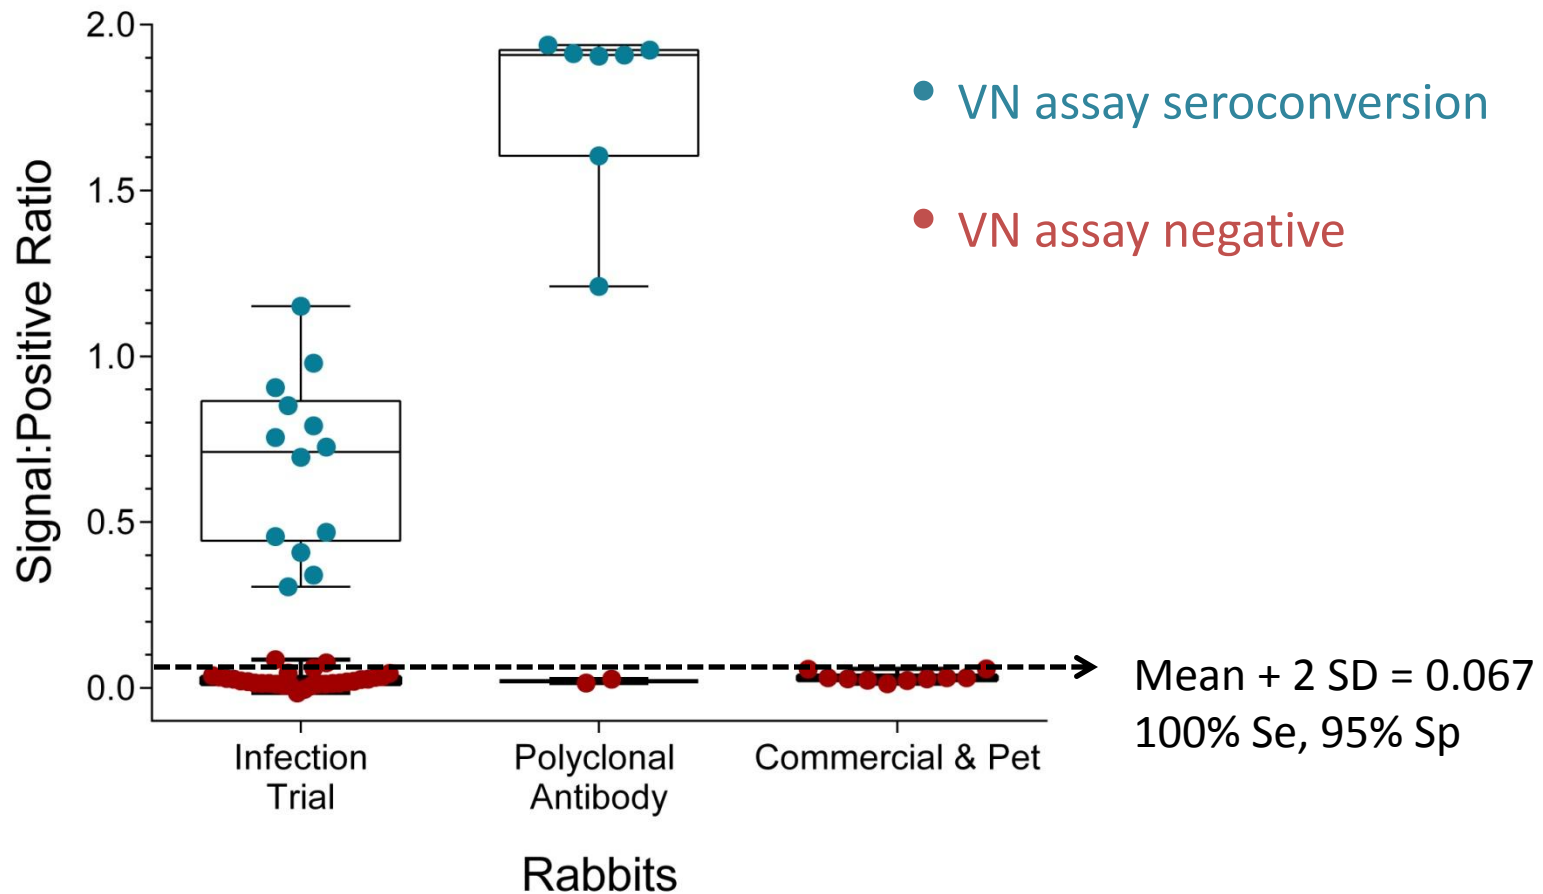 2.0
1.5
1.0
0.5
0.0
Signal:Positive Ratio
VN assay seroconversion
VN assay negative
Mean + 2 SD = 0.067
100% Se, 95% Sp
Infection
Trial
Polyclonal
Antibody
Commercial & Pet
Rabbits